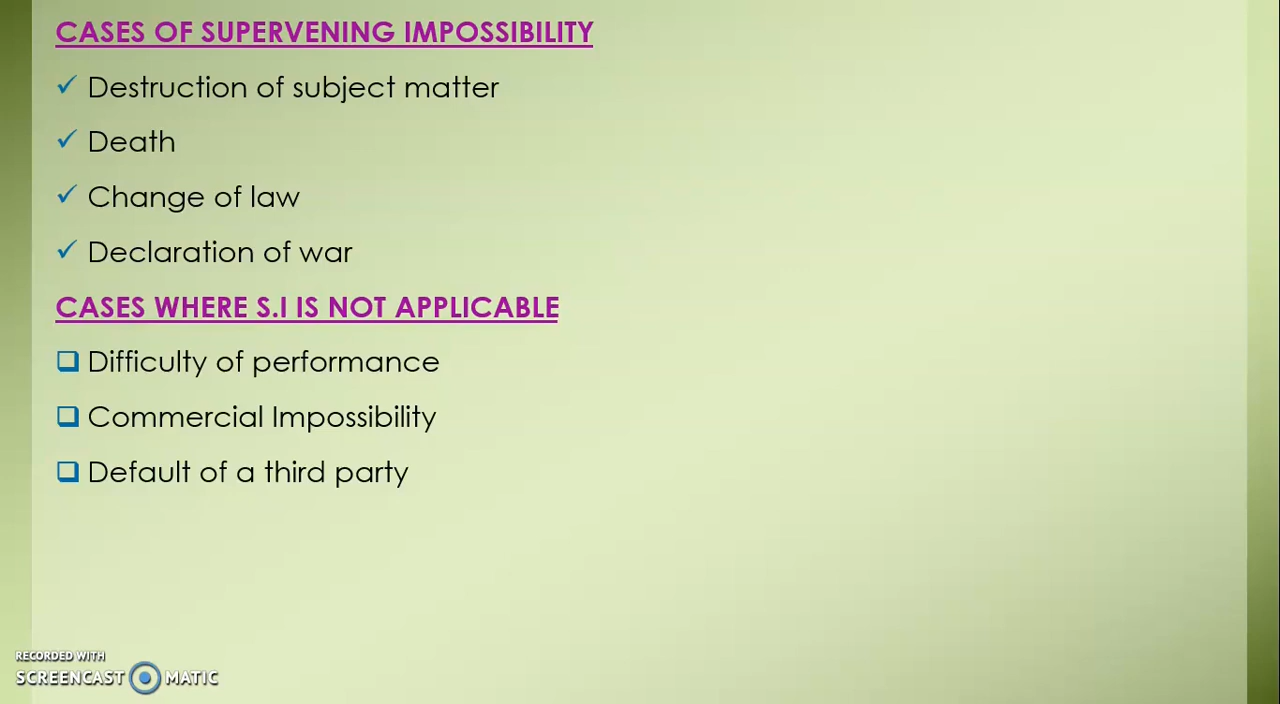 CASES OF SUPERVENING IMPOSSIBILITY
Destruction of subject matter
Death
Change of law
Declaration of war
CASES WHERE S.I IS NOT APPLICABLE
Difficulty of performance
Commercial Impossibility
Default of a third party
RECORDED WITH
SCREENCAST MATIC